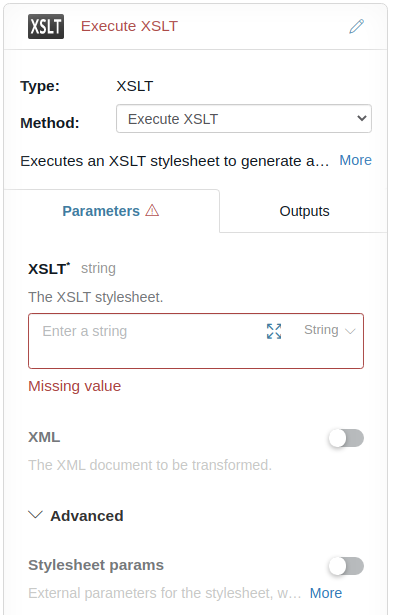 XSLT Execute XSLT
Type: XSLT
Method: Execute XSLT
Executes an XSLT stylesheet to generate a... More
Parameters Outputs
XSLT* string
The XSLT stylesheet.
Enter a string String
Missing value
XML
The XML document to be transformed.
Advanced
Stylesheet params
External parameters for the stylesheet, w... More